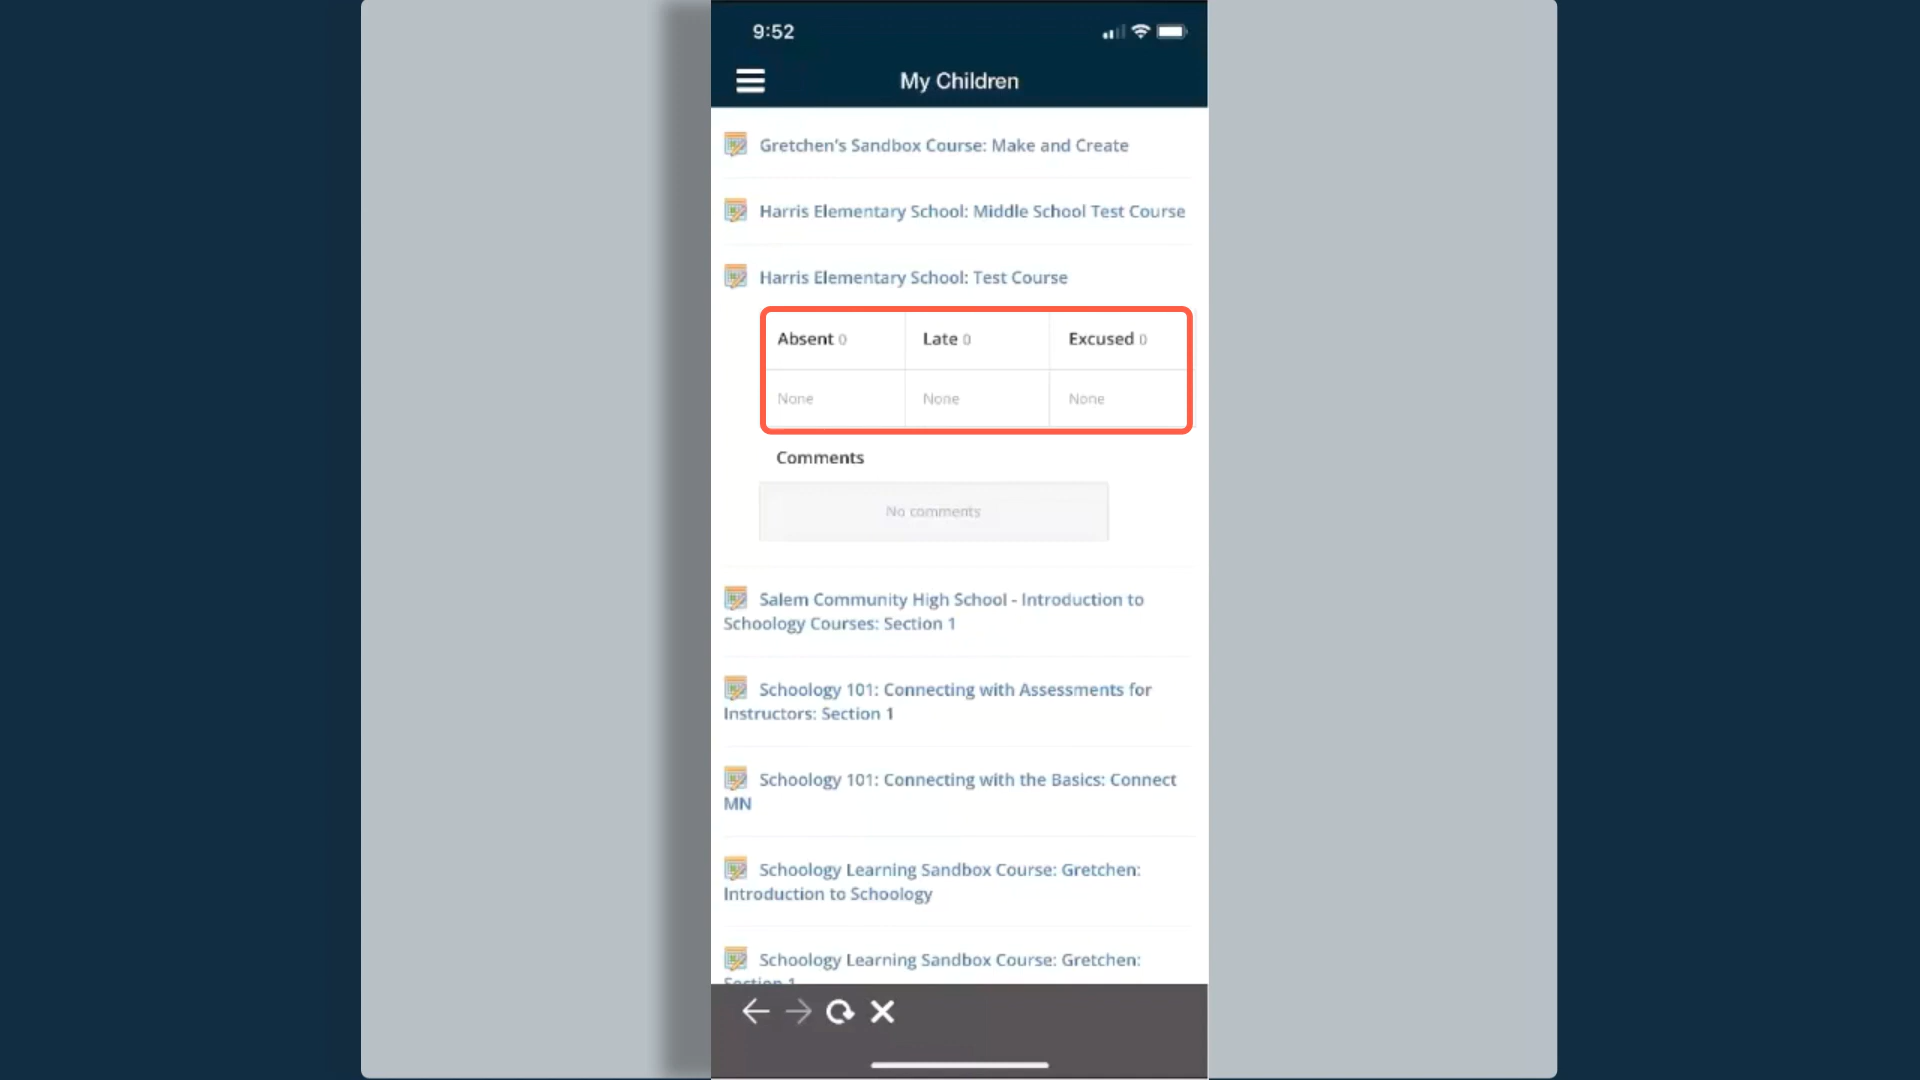 9:52
My Children
Gretchen's Sandbox Course: Make and Create
Harris Elementary School: Middle School Test Course
Harris Elementary School: Test Course
Absent 0 Late 0 Excused 0
None None None
Comments
No comments
Salem Community High School - Introduction to
Schoology Courses: Section 1
Schoology 101: Connecting with Assessments for
Instructors: Section 1
Schoology 101: Connecting with the Basics: Connect
MN
Schoology Learning Sandbox Course: Gretchen:
Introduction to Schoology
Schoology Learning Sandbox Course: Gretchen:
Section 1